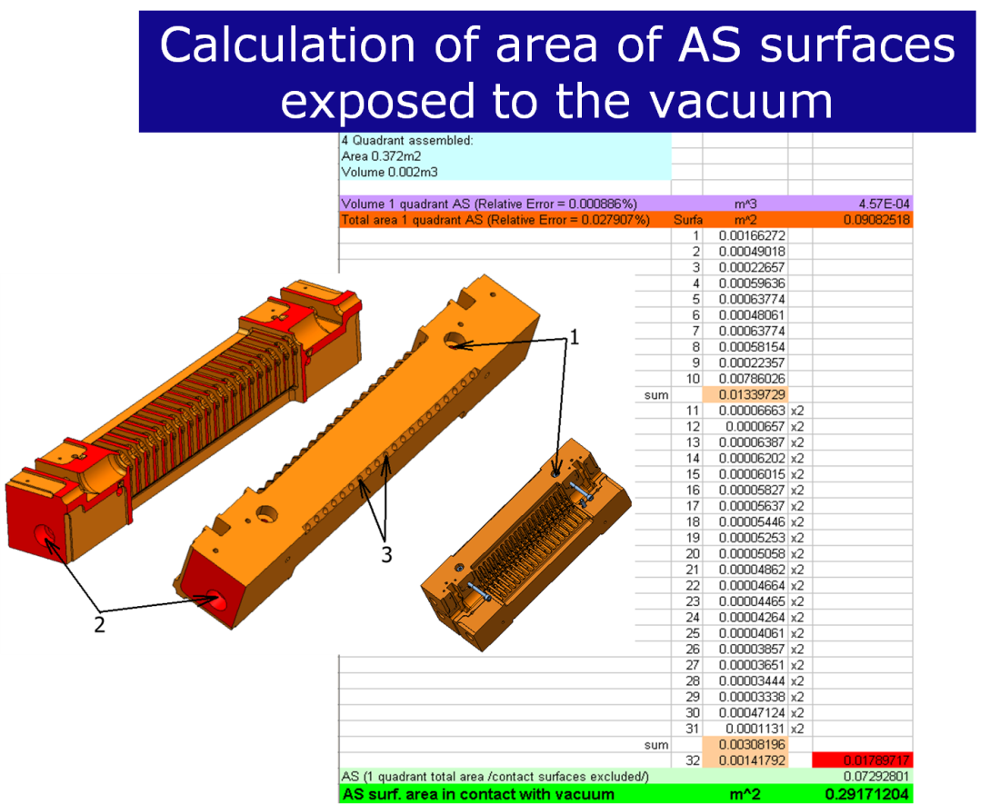 Calculation of area of AS surfaces
exposed to the vacuum
4 Quadrant assembled:
Area 0.372m2
Volume 0.002m3
Volume 1 quadrant AS (Relative Error = 0.000886%) m^3 4.57E-04
Total area 1 quadrant AS (Relative Error = 0.027907%) Surfa m^2 0.09082518
1 0.00166272
2 0.00049018
3 0.00022657
4 0.00059636
5 0.00063774
6 0.00048061
7 0.00063774
8 0.00058154
9 0.00022357
10 0.00786026
sum 0.01339729
11 0.00006663 x2
12 0.0000657 x2
13 0.00006387 x2
14 0.00006202 x2
15 0.00006015 x2
16 0.00005827 x2
17 0.00005637 x2
18 0.00005446 x2
19 0.00005253 x2
20 0.00005058 x2
21 0.00004862 x2
22 0.00004664 x2
23 0.00004465 x2
24 0.00004264 x2
25 0.00004061 x2
26 0.00003857 x2
27 0.00003651 x2
28 0.00003444 x2
29 0.00003338 x2
30 0.00047124 x2
31 0.0001131 x2
sum 0.00308196
32 0.00141792 0.01789717
AS (1 quadrant total area /contact surfaces excluded/) 0.07292801
AS surf. area in contact with vacuum m^2 0.29171204
1
2
3